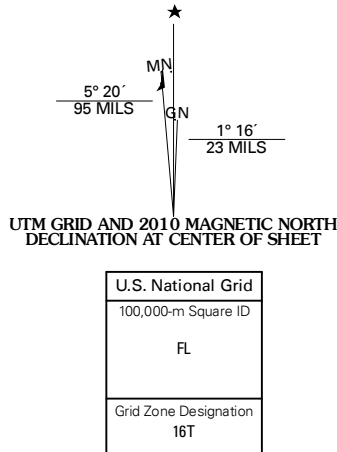 MN
5° 20´
95 MILS
GN
1° 16´
23 MILS
UTM GRID AND 2010 MAGNETIC NORTH
DECLINATION AT CENTER OF SHEET
U.S. National Grid
100,000-m Square ID
FL
Grid Zone Designation
16T